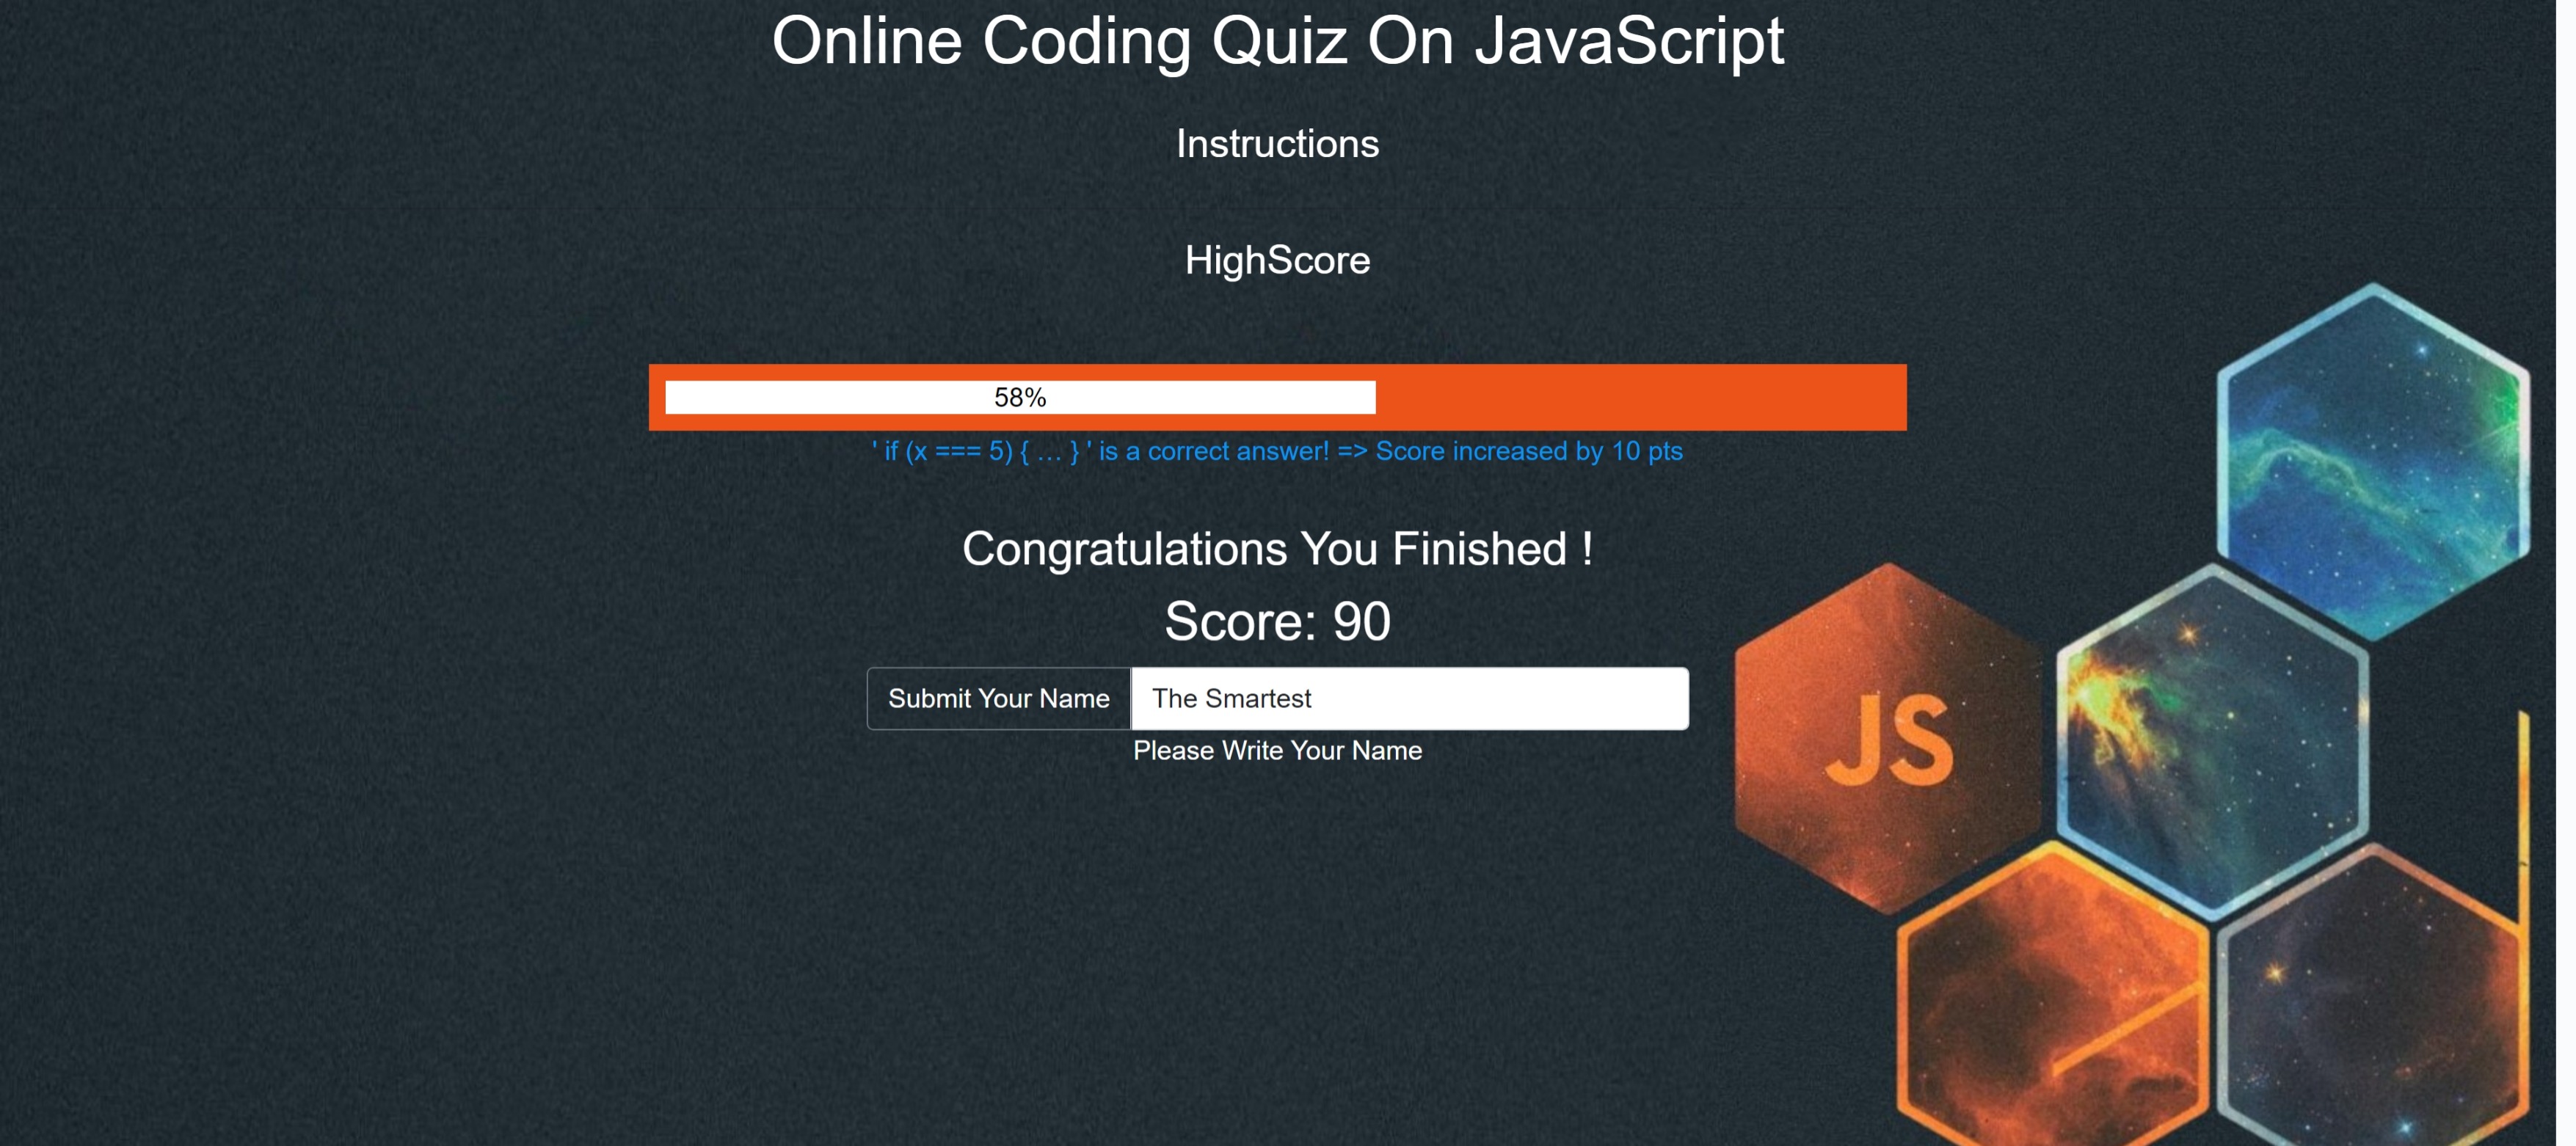 Online Coding Quiz On JavaScript
Instructions
HighScore
58%
' if (x === 5) { … } ' is a correct answer! => Score increased by 10 pts
Congratulations You Finished !
Score: 90
Submit Your Name The Smartest
Please Write Your Name
JS